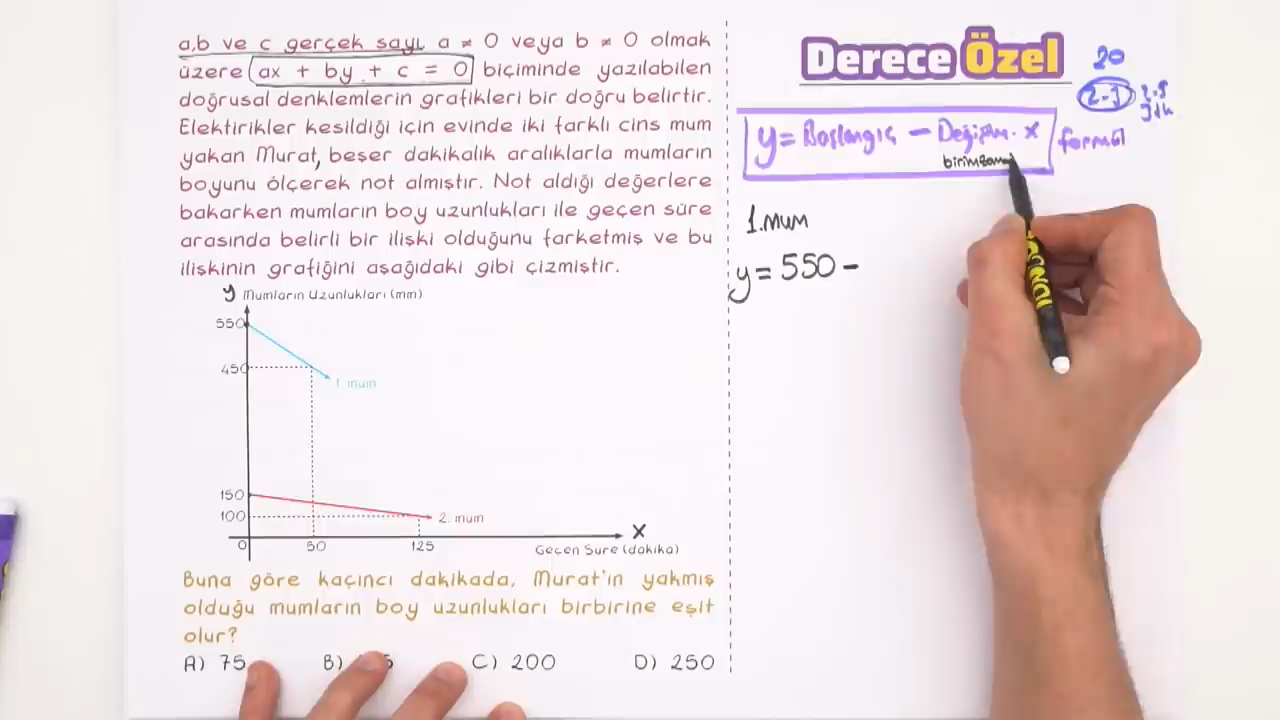 a,b ve c gerçek sayı a ≠ 0 veya b ≠ 0 olmak
üzere ax + by + c = 0 biçiminde yazılabilen
doğrusal denklemlerin grafikleri bir doğru belirtir.
Elektirikler kesildiği için evinde iki farklı cins mum
yakan Murat, beşer dakikalık aralıklarla mumların
boyunu ölçerek not almıştır. Not aldığı değerlere
bakarken mumların boy uzunlukları ile geçen süre
arasında belirli bir ilişki olduğunu farketmiş ve bu
ilişkinin grafiğini aşağıdaki gibi çizmiştir.
y Mumların Uzunlukları (mm)
550
450
1. mum
150
100
2. mum
0 50 125
x
Geçen Süre (dakika)
Buna göre kaçıncı dakikada, Murat'ın yakmış
olduğu mumların boy uzunlukları birbirine eşit
olur?
A) 75 B) C) 200 D) 250
Derece Özel
20
2-3
y = Başlangıç - Değişim . x formül
1. mum
y = 550 -